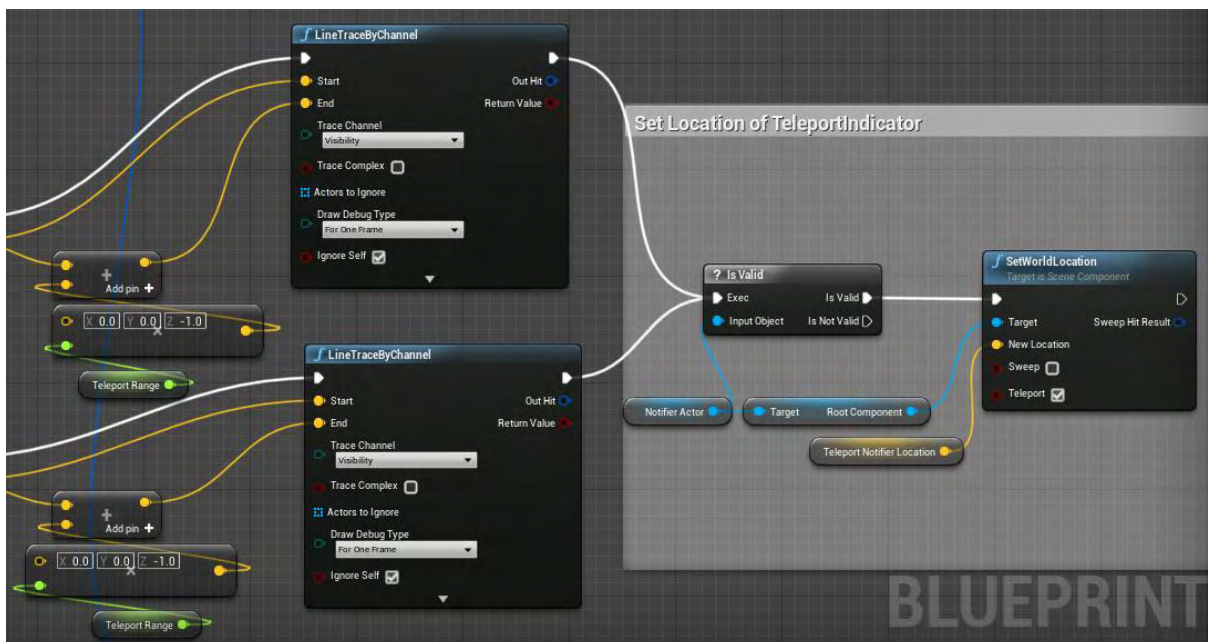 LineTraceByChannel
Start
Out Hit
End
Return Value
Trace Channel
Visibility
Trace Complex
Actors to Ignore
Draw Debug Type
For One Frame
Ignore Self
+
Add pin +
X 0.0 Y 0.0 Z -1.0
Teleport Range
LineTraceByChannel
Start
Out Hit
End
Return Value
Trace Channel
Visibility
Trace Complex
Actors to Ignore
Draw Debug Type
For One Frame
Ignore Self
+
Add pin +
X 0.0 Y 0.0 Z -1.0
Teleport Range
Set Location of TeleportIndicator
? Is Valid
Exec
Is Valid
Input Object
Is Not Valid
Notifier Actor
Target
Root Component
Teleport Notifier Location
SetWorldLocation
Target is Scene Component
Target
Sweep Hit Result
New Location
Sweep
Teleport
BLUEPRINT